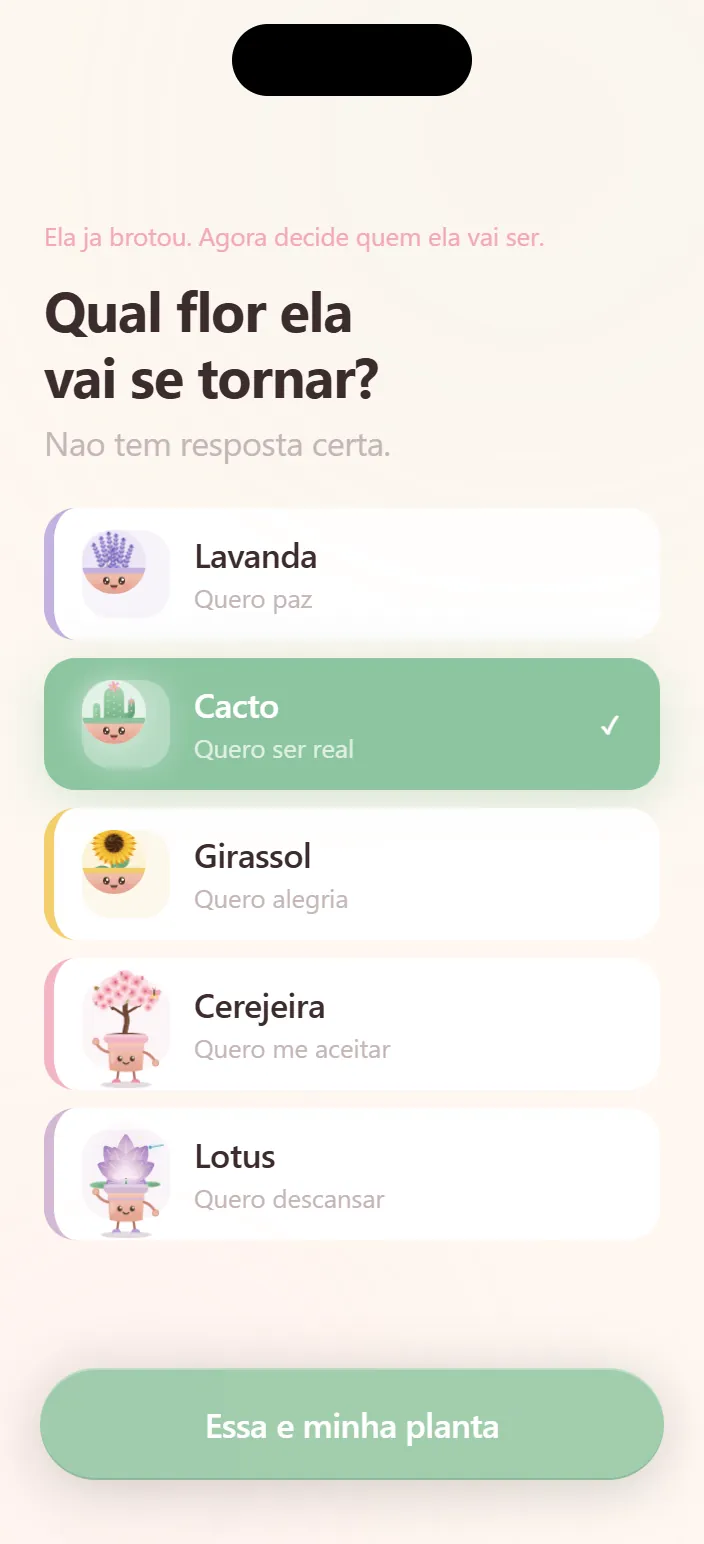 Ela ja brotou. Agora decide quem ela vai ser.
Qual flor ela
vai se tornar?
Nao tem resposta certa.
Lavanda
Quero paz
Cacto
Quero ser real
Girassol
Quero alegria
Cerejeira
Quero me aceitar
Lotus
Quero descansar
Essa e minha planta